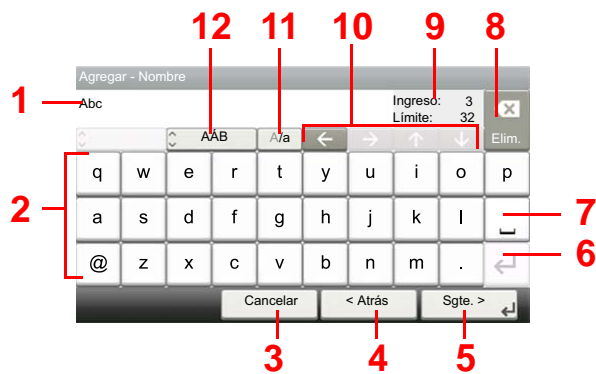 12 11 10 9 8
Agregar - Nombre
1 Abc Ingreso: 3
Límite: 32
AÁB A/a ← → ↑ ↓ Elim.
2
q w e r t y u i o p
a s d f g h j k l 7
@ z x c v b n m . 6
Cancelar < Atrás Sgte. >
3 4 5